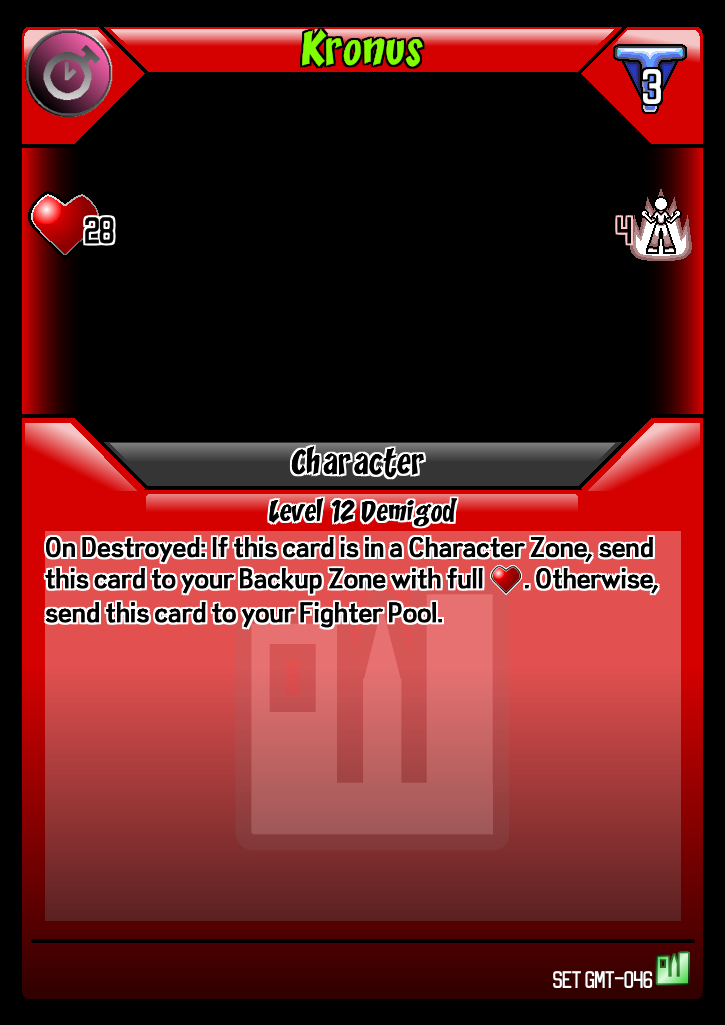 Kronus
3
28
4
Character
Level 12 Demigod
On Destroyed: If this card is in a Character Zone, send
this card to your Backup Zone with full . Otherwise,
send this card to your Fighter Pool.
SET GMT-046